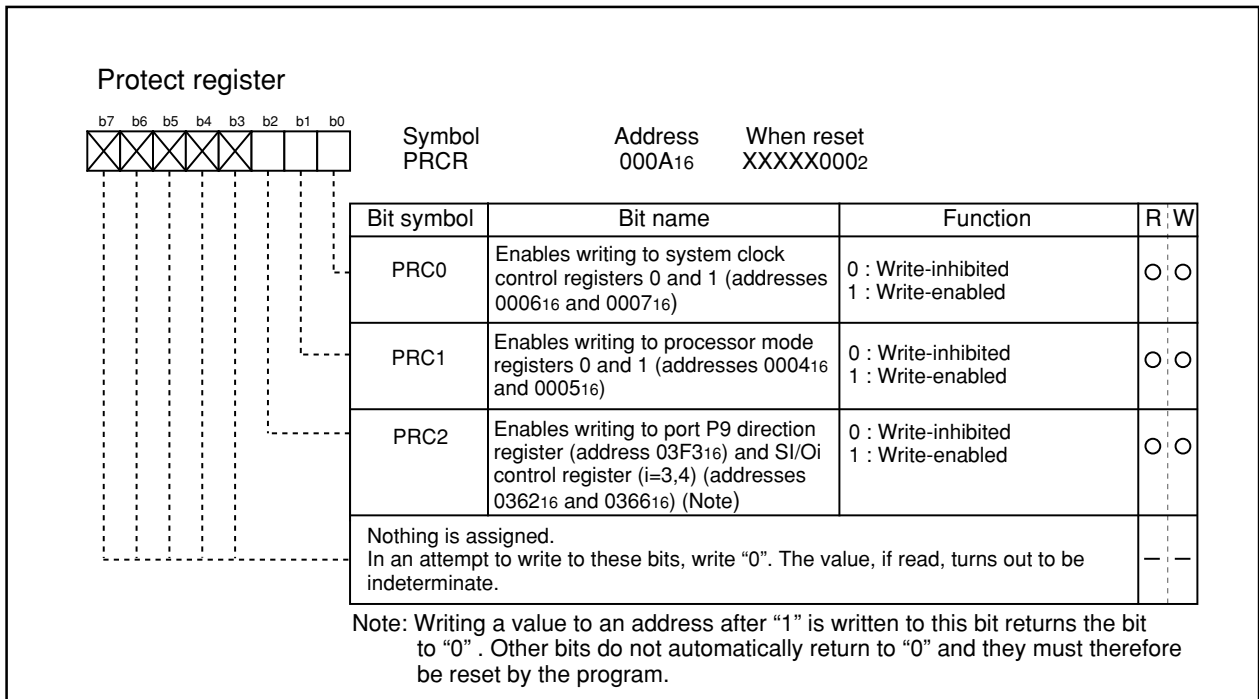 Protect register
b7 b6 b5 b4 b3 b2 b1 b0
Symbol Address When reset
PRCR 000A16 XXXXX0002
Bit symbol Bit name Function R W
PRC0
Enables writing to system clock
control registers 0 and 1 (addresses
000616 and 000716)
0 : Write-inhibited
1 : Write-enabled
PRC1
Enables writing to processor mode
registers 0 and 1 (addresses 000416
and 000516)
0 : Write-inhibited
1 : Write-enabled
PRC2
Enables writing to port P9 direction
register (address 03F316) and SI/Oi
control register (i=3,4) (addresses
036216 and 036616) (Note)
0 : Write-inhibited
1 : Write-enabled
Nothing is assigned.
In an attempt to write to these bits, write “0”. The value, if read, turns out to be
indeterminate.
Note: Writing a value to an address after “1” is written to this bit returns the bit
to “0” . Other bits do not automatically return to “0” and they must therefore
be reset by the program.